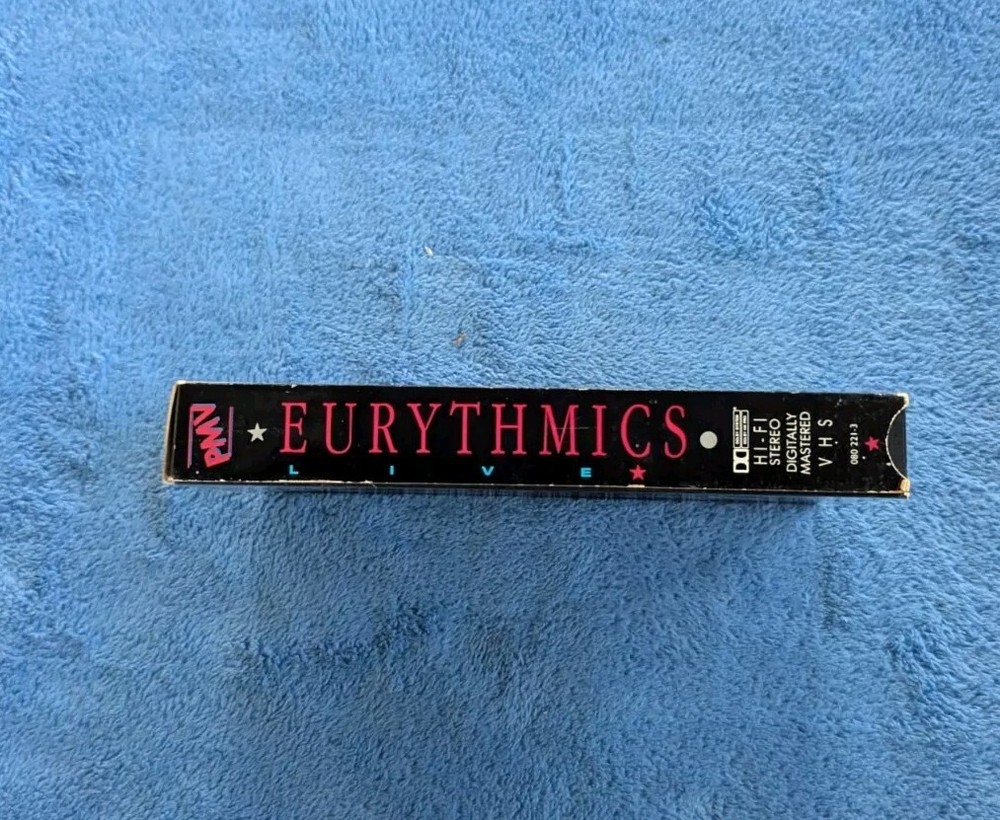 PMV
EURYTHMICS
LIVE
HI-FI
STEREO
DIGITALLY
MASTERED
VHS
080 221-3